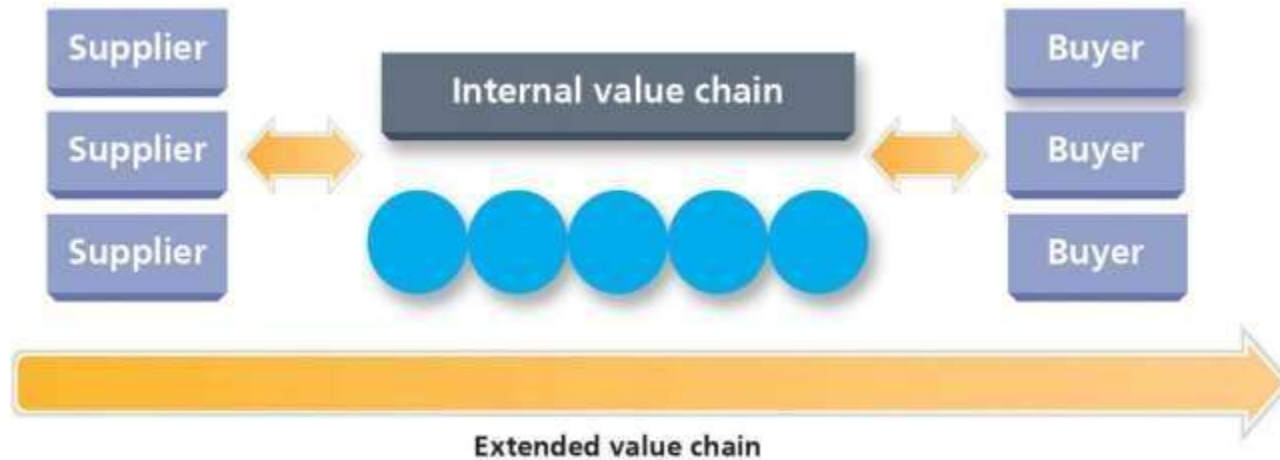 Supplier
Supplier
Supplier
Internal value chain
Buyer
Buyer
Buyer
Extended value chain